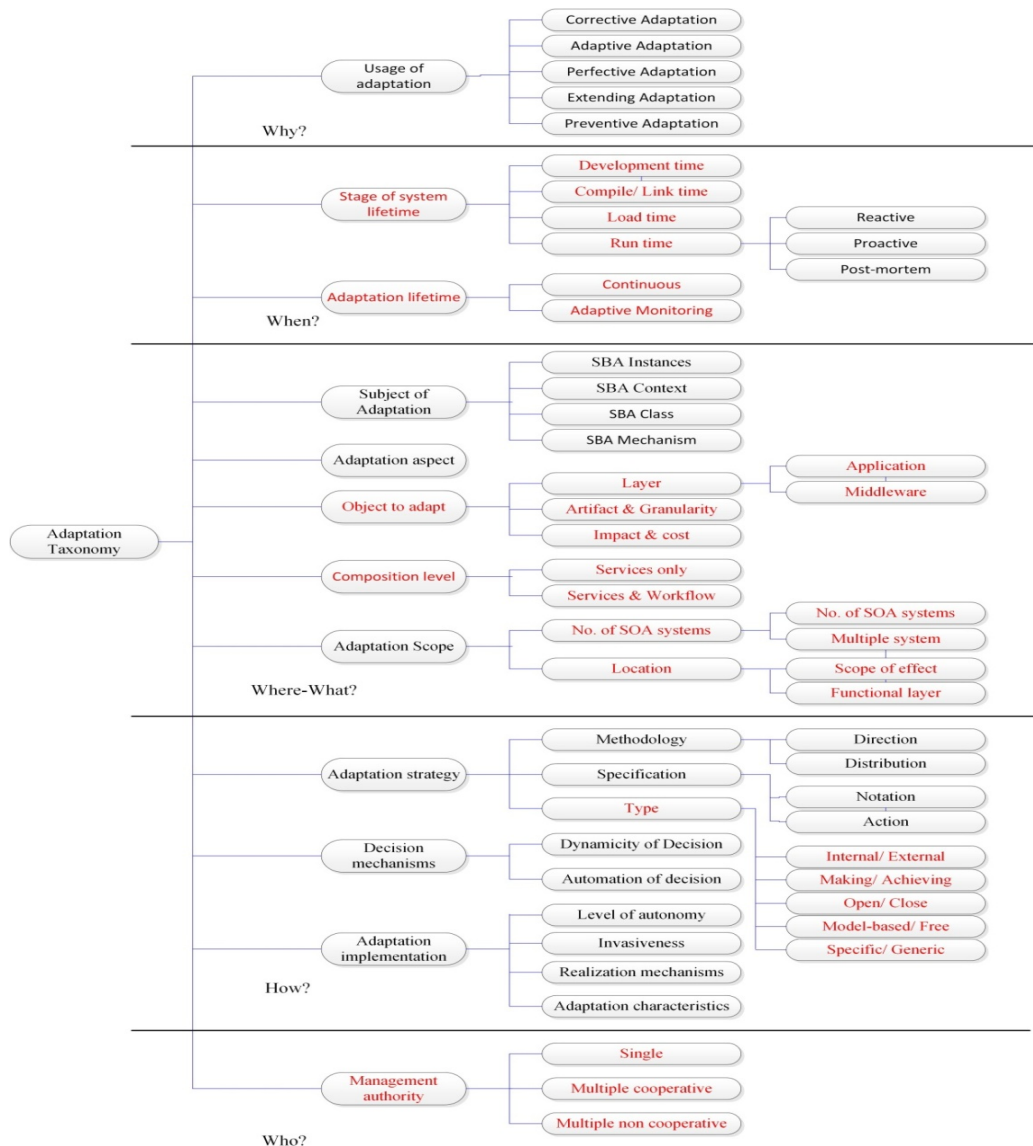 Corrective Adaptation
Adaptive Adaptation
Usage of
adaptation
Perfective Adaptation
Extending Adaptation
Preventive Adaptation
Why?
Development time
Stage of system
lifetime
Compile/ Link time
Load time
Reactive
Run time
Proactive
Post-mortem
Continuous
Adaptation lifetime
Adaptive Monitoring
When?
SBA Instances
SBA Context
Subject of
Adaptation
SBA Class
SBA Mechanism
Adaptation aspect
Application
Layer
Middleware
Object to adapt
Artifact & Granularity
Impact & cost
Adaptation
Taxonomy
Services only
Composition level
Services & Workflow
No. of SOA systems
No. of SOA systems
Multiple system
Adaptation Scope
Location
Scope of effect
Functional layer
Where-What?
Methodology
Direction
Distribution
Adaptation strategy
Specification
Notation
Type
Action
Dynamicity of Decision
Internal/ External
Decision
mechanisms
Making/ Achieving
Automation of decision
Open/ Close
Level of autonomy
Model-based/ Free
Adaptation
implementation
Invasiveness
Specific/ Generic
Realization mechanisms
How?
Adaptation characteristics
Single
Management
authority
Multiple cooperative
Multiple non cooperative
Who?